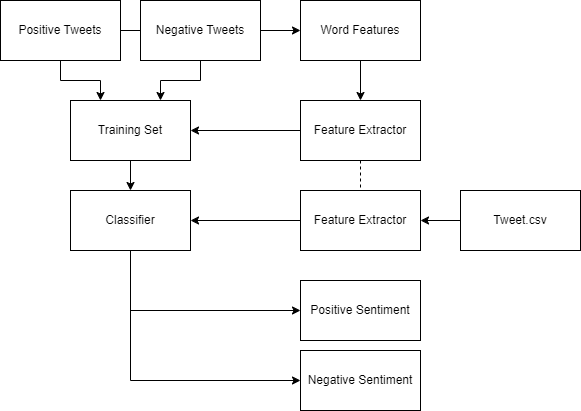 Positive Tweets
Negative Tweets
Word Features
Training Set
Feature Extractor
Classifier
Feature Extractor
Tweet.csv
Positive Sentiment
Negative Sentiment